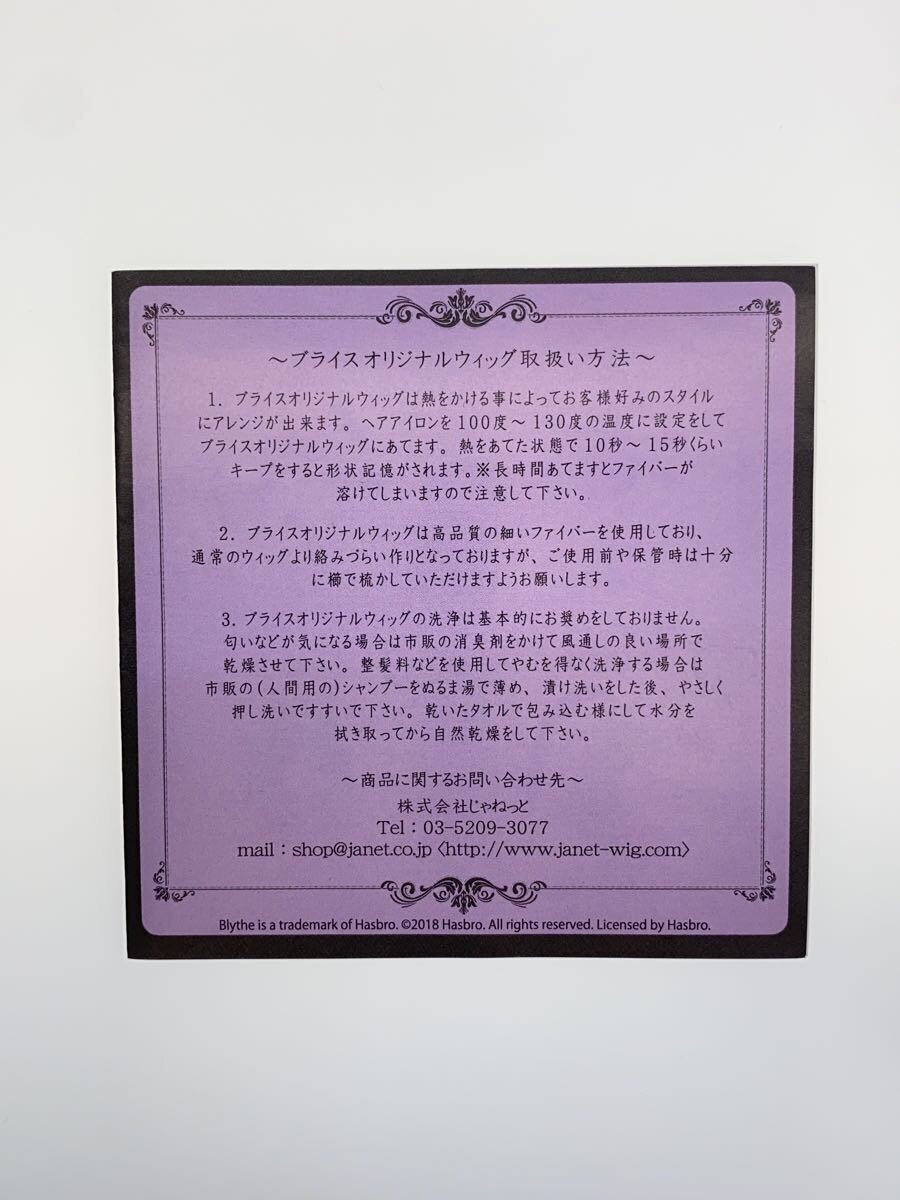 ～ブライスオリジナルウィッグ取扱い方法～
1. ブライスオリジナルウィッグは熱をかける事によってお客様好みのスタイル
にアレンジが出来ます。ヘアアイロンを100度～130度の温度に設定をして
ブライスオリジナルウィッグにあてます。熱をあてた状態で10秒～15秒くらい
キープをすると形状記憶がされます。※長時間あてますとファイバーが
溶けてしまいますので注意して下さい。
2. ブライスオリジナルウィッグは高品質の細いファイバーを使用しており、
通常のウィッグより絡みづらい作りとなっておりますが、ご使用前や保管時は十分
に櫛で梳かしていただけますようお願いします。
3. ブライスオリジナルウィッグの洗浄は基本的にお奨めをしておりません。
匂いなどが気になる場合は市販の消臭剤をかけて風通しの良い場所で
乾燥させて下さい。整髪料などを使用してやむを得なく洗浄する場合は
市販の(人間用の)シャンプーをぬるま湯で薄め、漬け洗いをした後、やさしく
押し洗いですすいで下さい。乾いたタオルで包み込む様にして水分を
拭き取ってから自然乾燥をして下さい。
～商品に関するお問い合わせ先～
株式会社じゃねっと
Tel：03-5209-3077
mail：shop@janet.co.jp〈http://www.janet-wig.com〉
Blythe is a trademark of Hasbro. ©2018 Hasbro. All rights reserved. Licensed by Hasbro.